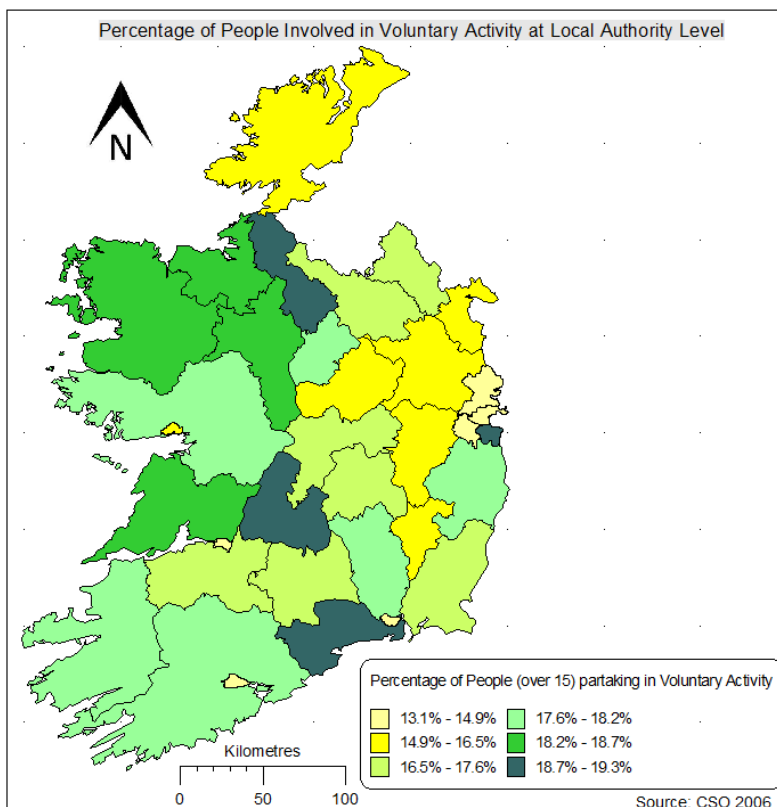 Percentage of People Involved in Voluntary Activity at Local Authority Level
N
Percentage of People (over 15) partaking in Voluntary Activity
13.1% - 14.9%
14.9% - 16.5%
16.5% - 17.6%
17.6% - 18.2%
18.2% - 18.7%
18.7% - 19.3%
Kilometres
0 50 100
Source: CSO 2006